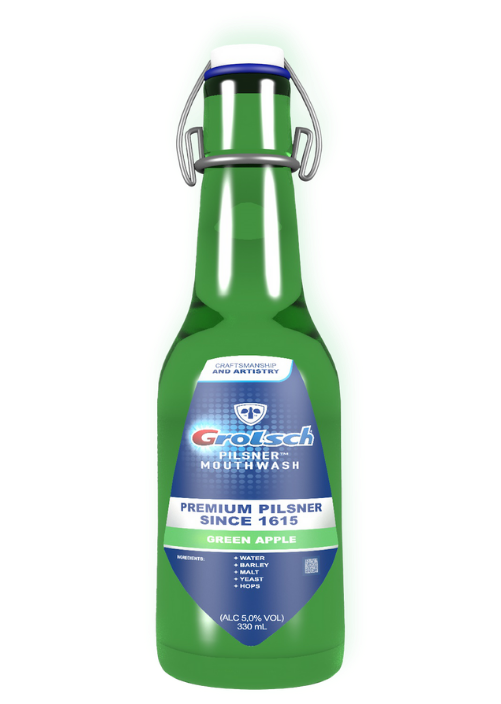 CRAFTSMANSHIP
AND ARTISTRY
Grolsch
PILSNER™
MOUTHWASH
PREMIUM PILSNER
SINCE 1615
GREEN APPLE
INGREDIENTS:
+ WATER
+ BARLEY
+ MALT
+ YEAST
+ HOPS
(ALC 5,0% VOL)
330 mL